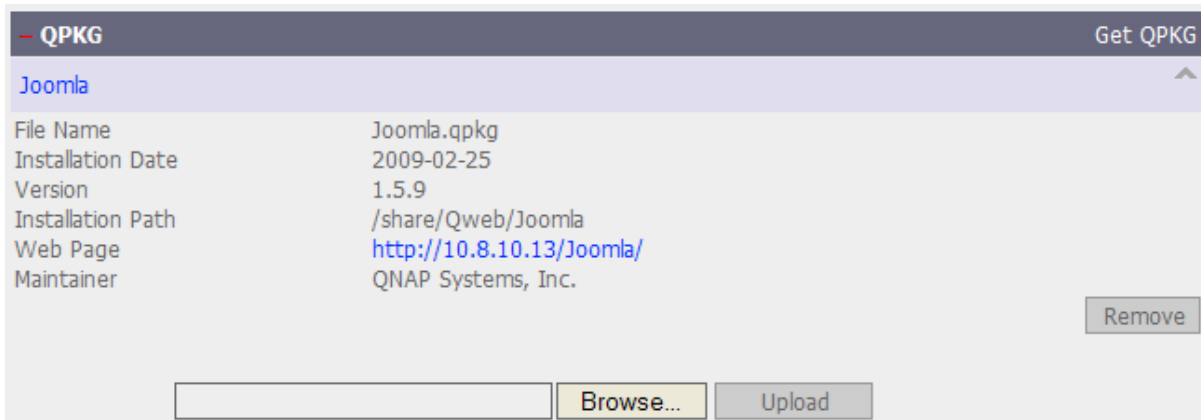 QPKG Get QPKG
Joomla
File Name Joomla.qpkg
Installation Date 2009-02-25
Version 1.5.9
Installation Path /share/Qweb/Joomla
Web Page http://10.8.10.13/Joomla/
Maintainer QNAP Systems, Inc.
Remove
Browse... Upload